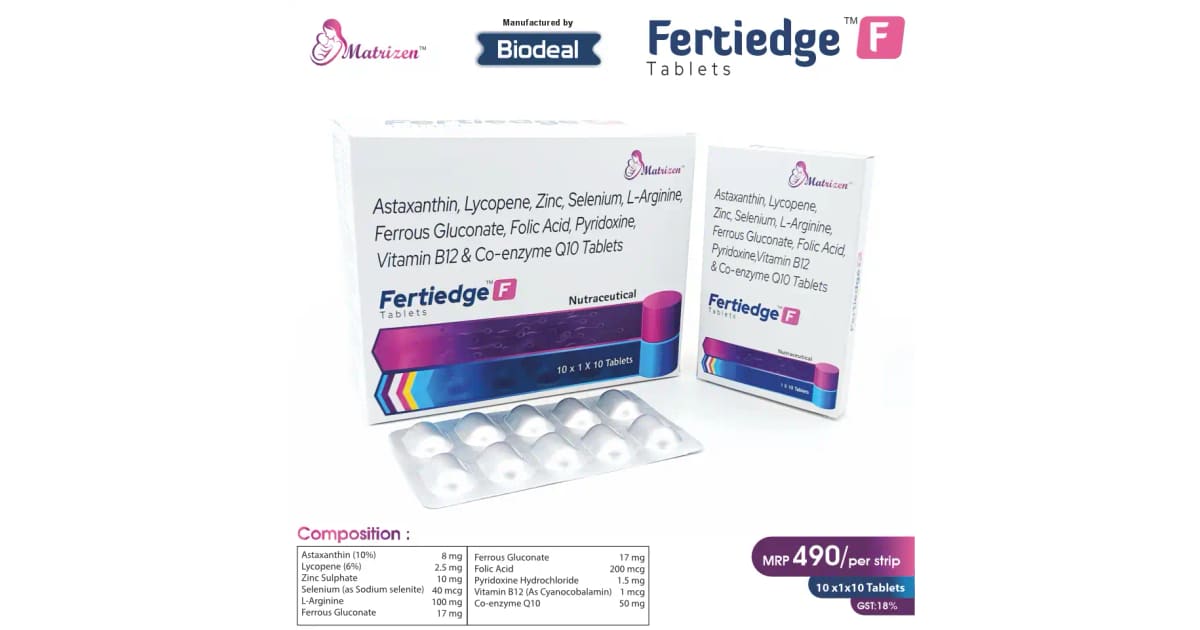 Matrizen™
Manufactured by
Biodeal
Fertiedge™ F
Tablets
Matrizen™
Astaxanthin, Lycopene, Zinc, Selenium, L-Arginine,
Ferrous Gluconate, Folic Acid, Pyridoxine,
Vitamin B12 & Co-enzyme Q10 Tablets
Fertiedge™ F
Tablets
Nutraceutical
10 x 1 X 10 Tablets
Matrizen™
Astaxanthin, Lycopene,
Zinc, Selenium, L-Arginine,
Ferrous Gluconate, Folic Acid,
Pyridoxine,Vitamin B12
& Co-enzyme Q10 Tablets
Fertiedge™ F
Tablets
Nutraceutical
1 X 10 Tablets
Fertiedge
Composition :
Astaxanthin (10%) 8 mg
Lycopene (6%) 2.5 mg
Zinc Sulphate 10 mg
Selenium (as Sodium selenite) 40 mcg
L-Arginine 100 mg
Ferrous Gluconate 17 mg
Ferrous Gluconate 17 mg
Folic Acid 200 mcg
Pyridoxine Hydrochloride 1.5 mg
Vitamin B12 (As Cyanocobalamin) 1 mcg
Co-enzyme Q10 50 mg
MRP 490/per strip
10 x1x10 Tablets
GST:18%